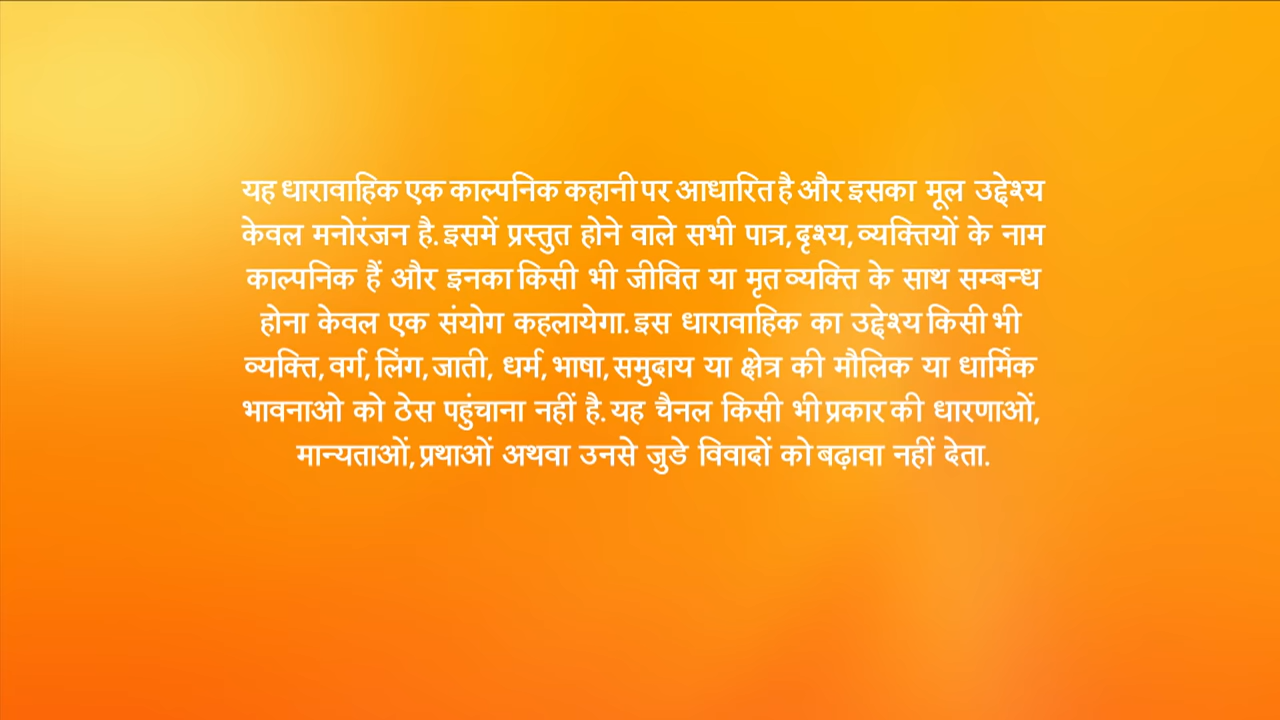 यह धारावाहिक एक काल्पनिक कहानी पर आधारित है और इसका मूल उद्देश्य
केवल मनोरंजन है. इसमें प्रस्तुत होने वाले सभी पात्र, दृश्य, व्यक्तियों के नाम
काल्पनिक हैं और इनका किसी भी जीवित या मृत व्यक्ति के साथ सम्बन्ध
होना केवल एक संयोग कहलायेगा. इस धारावाहिक का उद्देश्य किसी भी
व्यक्ति, वर्ग, लिंग, जाती, धर्म, भाषा, समुदाय या क्षेत्र की मौलिक या धार्मिक
भावनाओ को ठेस पहुंचाना नहीं है. यह चैनल किसी भी प्रकार की धारणाओं,
मान्यताओं, प्रथाओं अथवा उनसे जुडे विवादों को बढ़ावा नहीं देता.